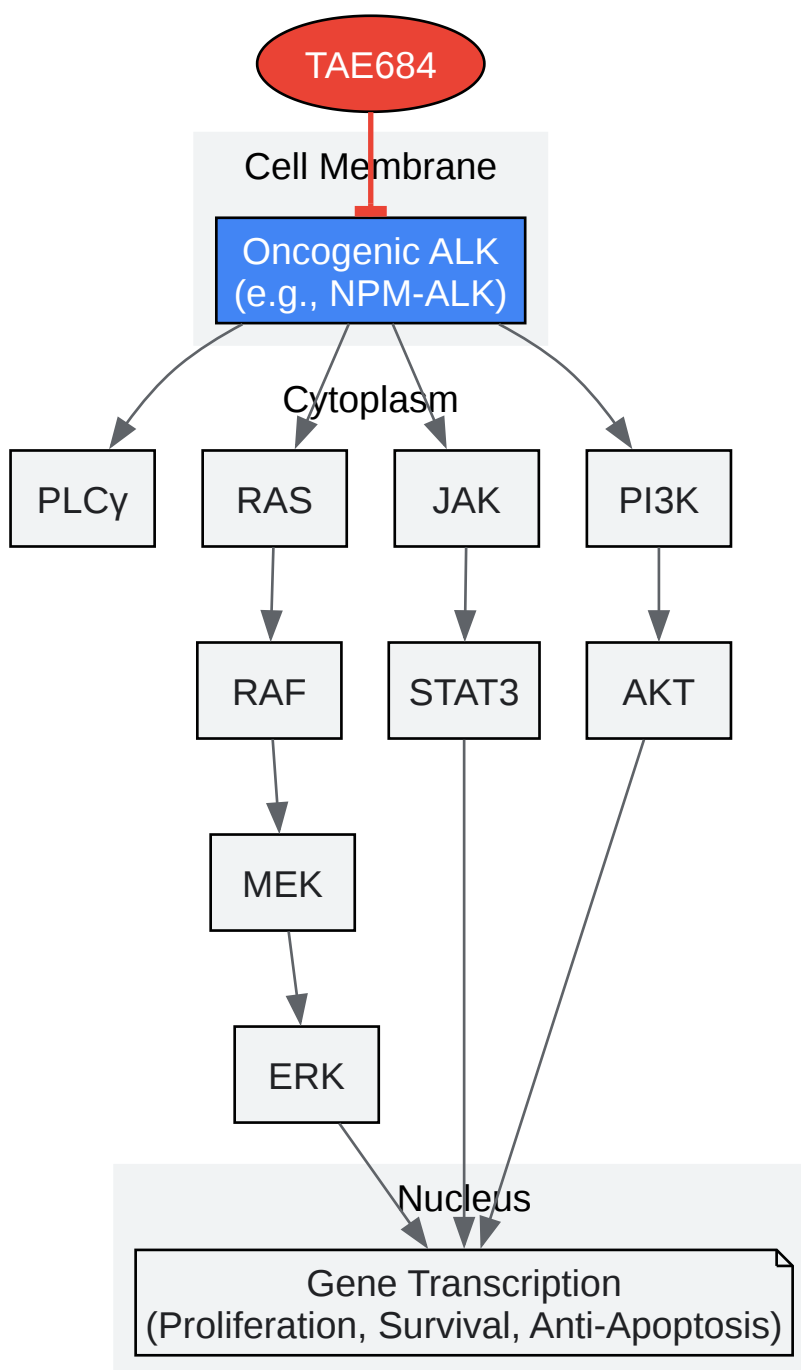 TAE684
Cell Membrane
Oncogenic ALK
(e.g., NPM-ALK)
Cytoplasm
PLCγ
RAS
JAK
PI3K
RAF
STAT3
AKT
MEK
ERK
Nucleus
Gene Transcription
(Proliferation, Survival, Anti-Apoptosis)